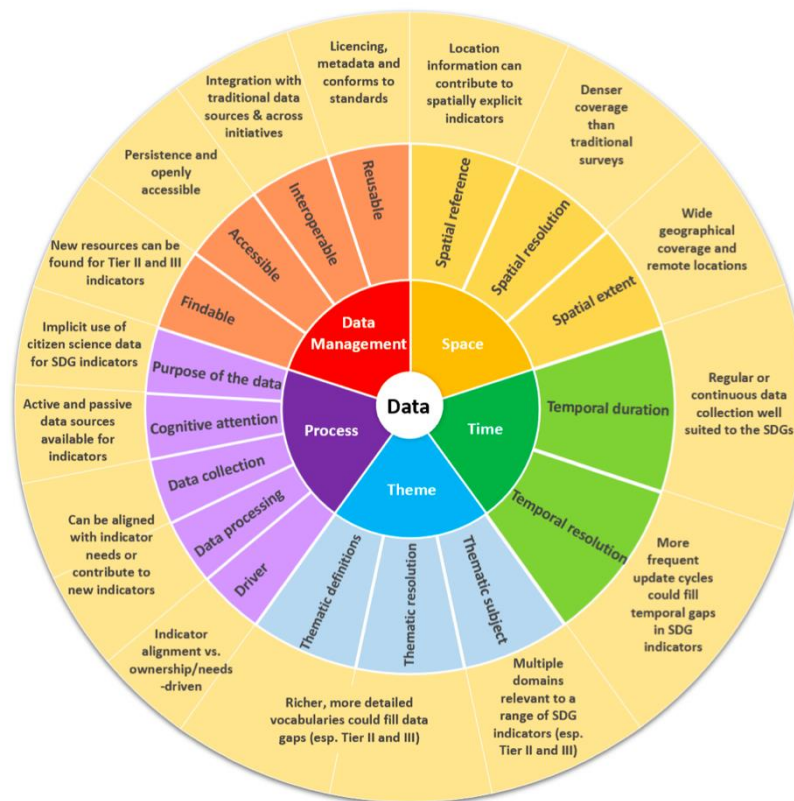 Data
Data
Management
Space
Time
Theme
Process
Reusable
Interoperable
Accessible
Findable
Spatial reference
Spatial resolution
Spatial extent
Temporal duration
Temporal resolution
Thematic subject
Thematic resolution
Thematic definitions
Driver
Data processing
Data collection
Cognitive attention
Purpose of the data
Licencing,
metadata and
conforms to
standards
Location
information can
contribute to
spatially explicit
indicators
Denser
coverage
than
traditional
surveys
Wide
geographical
coverage and
remote locations
Regular or
continuous data
collection well
suited to the SDGs
More
frequent
update cycles
could fill
temporal gaps
in SDG
indicators
Multiple
domains
relevant to a
range of SDG
indicators (esp.
Tier II and III)
Richer, more detailed
vocabularies could fill data
gaps (esp. Tier II and III)
Indicator
alignment vs.
ownership/needs
-driven
Can be aligned
with indicator
needs or
contribute to
new indicators
Active and passive
data sources
available for
indicators
Implicit use of
citizen science data
for SDG indicators
New resources can be
found for Tier II and III
indicators
Persistence and
openly
accessible
Integration with
traditional data
sources & across
initiatives